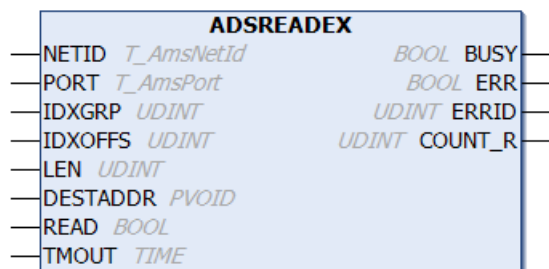 ADSREADEX
NETID T_AmsNetId BOOL BUSY
PORT T_AmsPort BOOL ERR
IDXGRP UDINT UDINT ERRID
IDXOFFS UDINT UDINT COUNT_R
LEN UDINT
DESTADDR PVOID
READ BOOL
TMOUT TIME